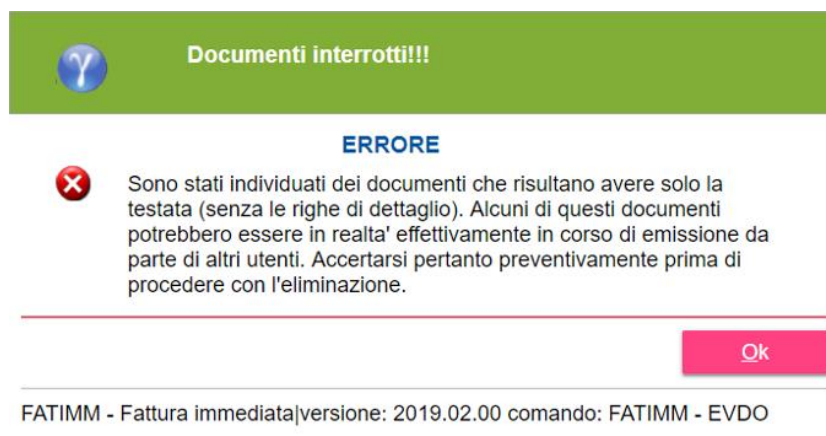 γ
Documenti interrotti!!!
ERRORE
Sono stati individuati dei documenti che risultano avere solo la
testata (senza le righe di dettaglio). Alcuni di questi documenti
potrebbero essere in realta' effettivamente in corso di emissione da
parte di altri utenti. Accertarsi pertanto preventivamente prima di
procedere con l'eliminazione.
Ok
FATIMM - Fattura immediata|versione: 2019.02.00 comando: FATIMM - EVDO